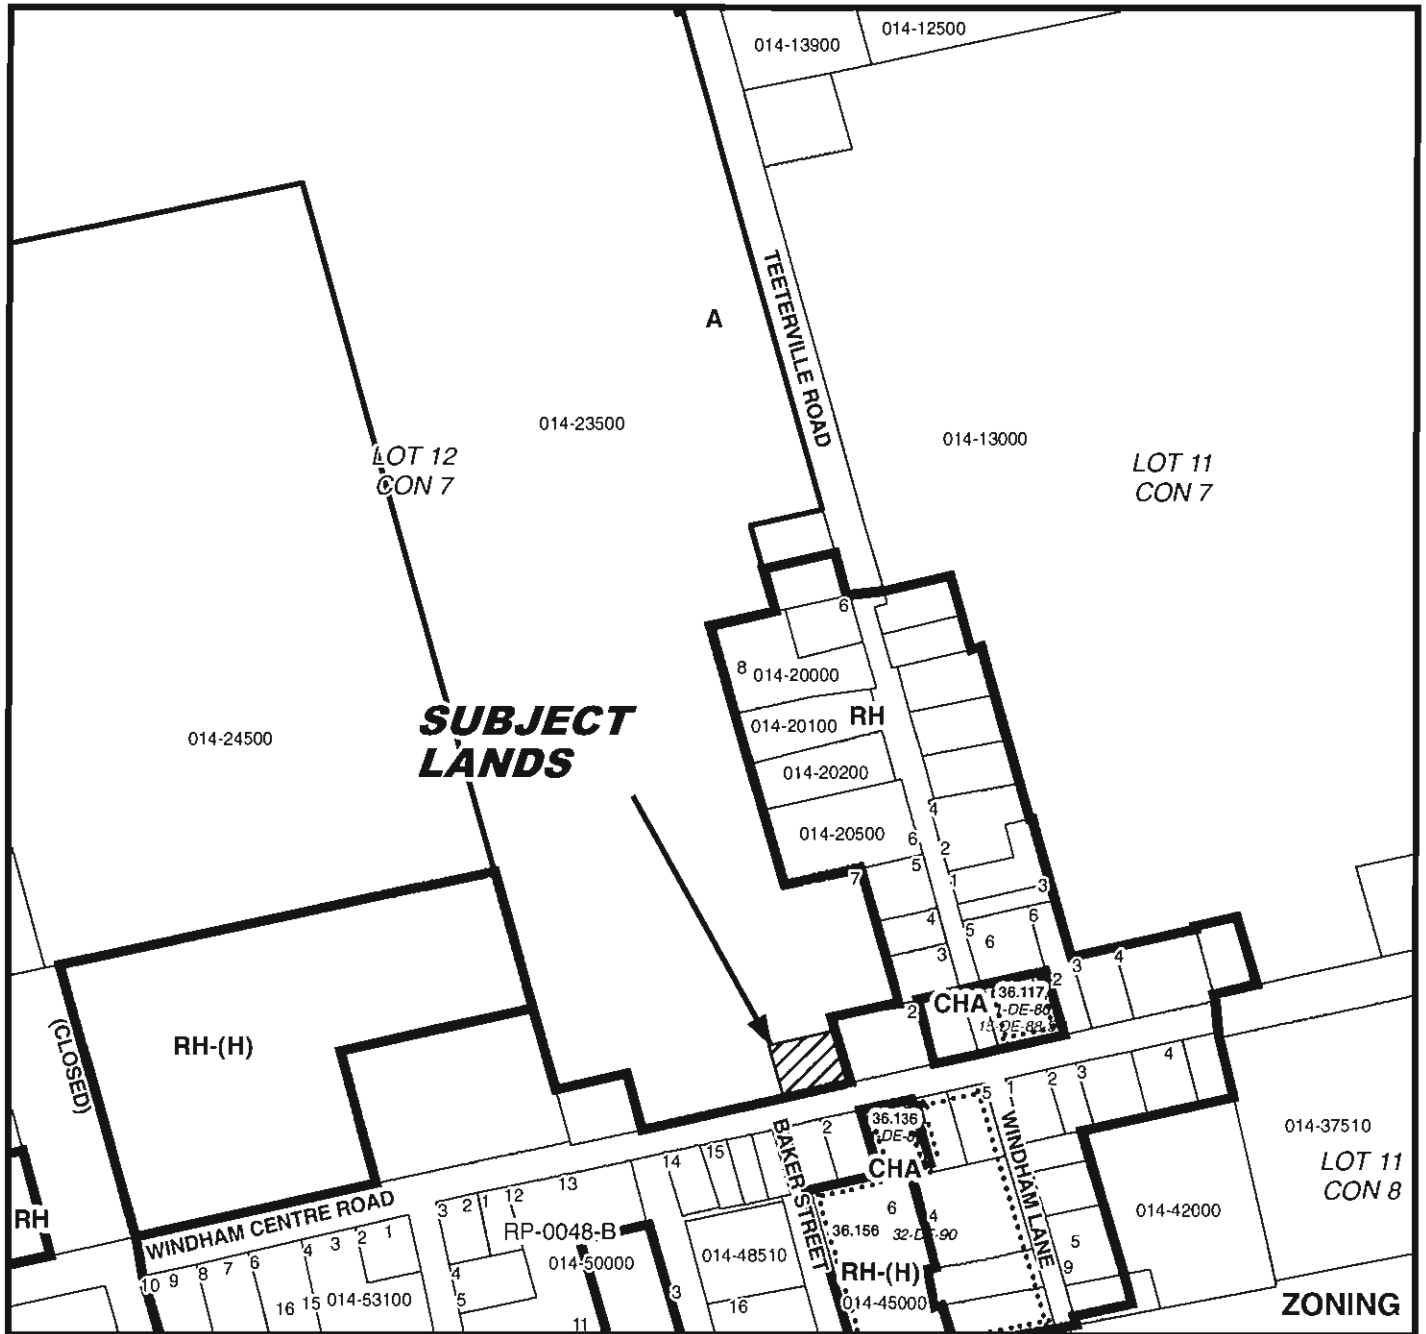 014-13900
014-12500
TEETERVILLE ROAD
A
014-23500
014-13000
LOT 12
CON 7
LOT 11
CON 7
6
8
014-20000
014-20100
RH
014-20200
014-24500
SUBJECT
LANDS
014-20500
4
6
2
5
1
7
3
4
5
6
6
3
3
4
2
2
CHA
36.117
15-DE-88
(CLOSED)
RH-(H)
4
3
2
1
5
36.136
2
BAKER STREET
WINDHAM LANE
014-37510
CHA
LOT 11
CON 8
15
14
13
12
1
2
3
RH
WINDHAM CENTRE ROAD
RP-0048-B
6
4
36.156
32-DE-90
014-42000
1
2
3
4
6
7
8
9
10
014-50000
014-48510
5
9
4
5
RH-(H)
014-53100
16
15
3
16
014-45000
11
ZONING